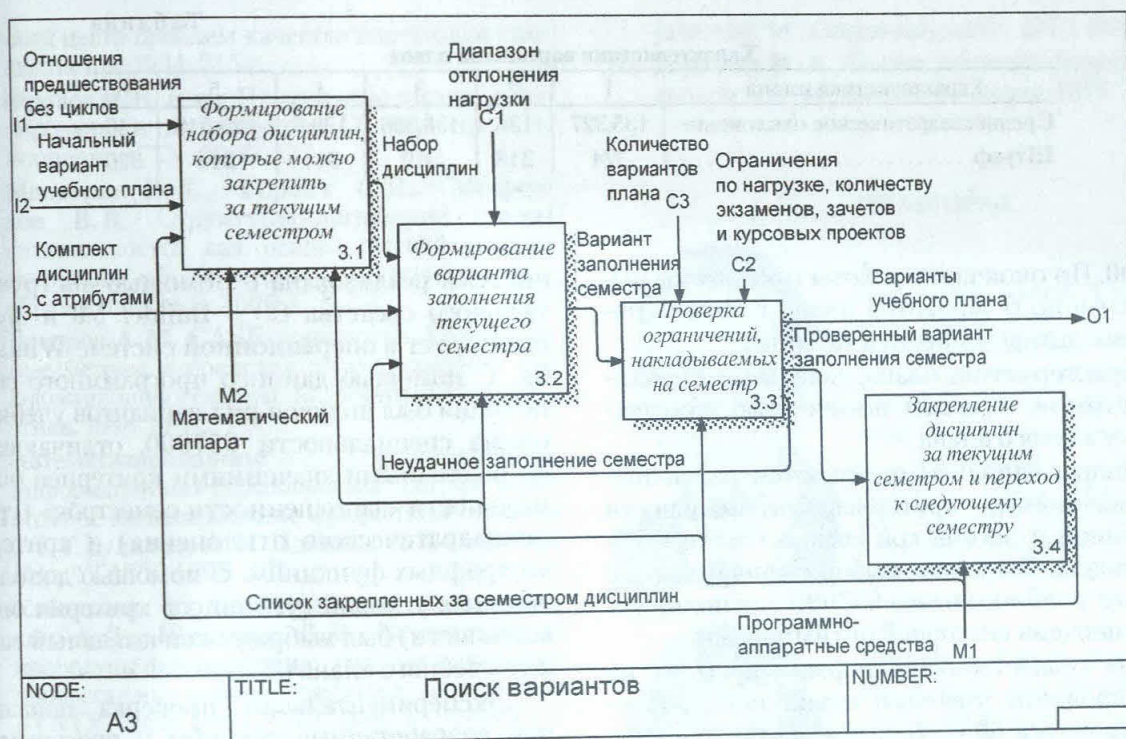 Отношения
предшествования
без циклов
I1
Начальный
вариант
учебного плана
I2
Комплект
дисциплин
с атрибутами
I3
Формирование
набора дисциплин,
которые можно
закрепить
за текущим
семестром
3.1
Набор
дисциплин
Диапазон
отклонения
нагрузки
C1
Формирование
варианта
заполнения
текущего
семестра
3.2
Вариант
заполнения
семестра
Количество
вариантов
плана
C3
Ограничения
по нагрузке, количеству
экзаменов, зачетов
и курсовых проектов
C2
Проверка
ограничений,
накладываемых
на семестр
3.3
Варианты
учебного плана
O1
Проверенный вариант
заполнения семестра
Закрепление
дисциплин
за текущим
семетром и переход
к следующему
семестру
3.4
M2
Математический
аппарат
Неудачное заполнение семестра
Список закрепленных за семестром дисциплин
Программно-
аппаратные средства
M1
NODE:
A3
TITLE:
Поиск вариантов
NUMBER: